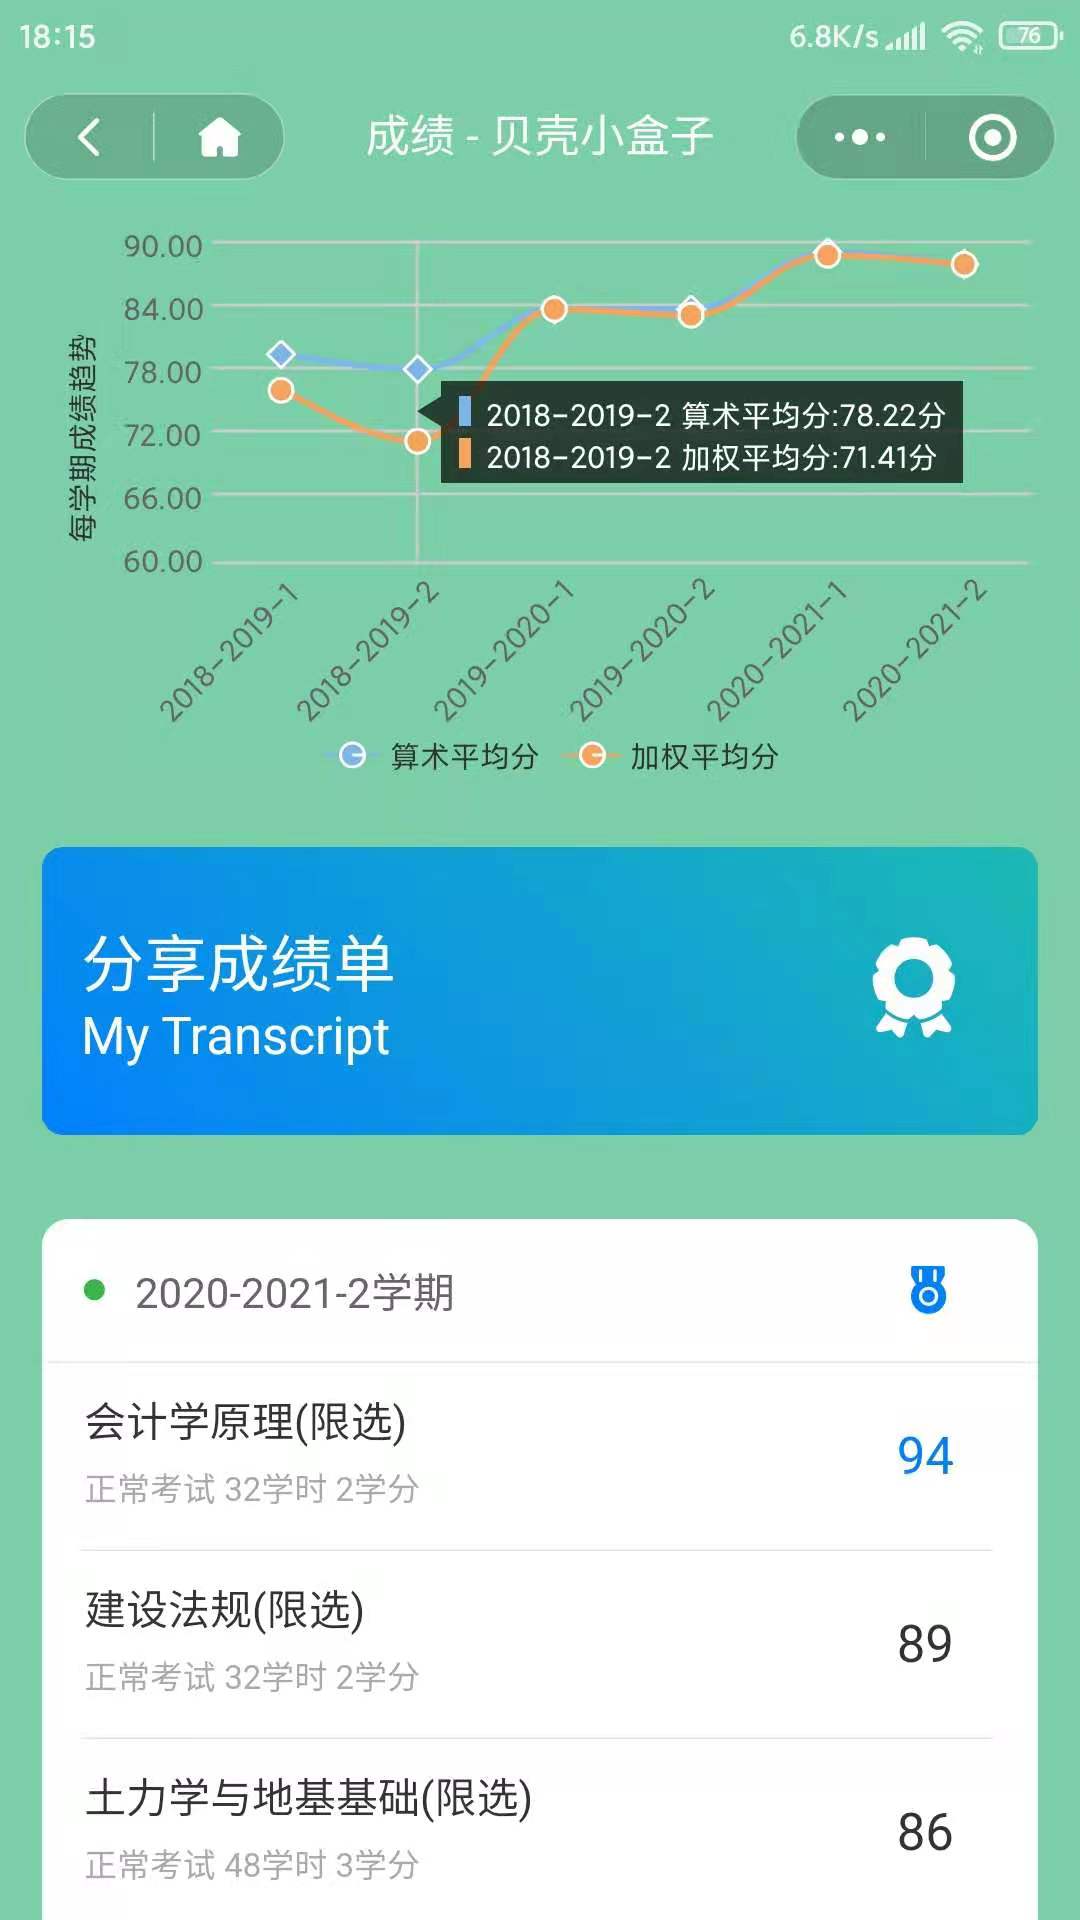 18:15
6.8K/s
76
成绩 - 贝壳小盒子
90.00
84.00
78.00
72.00
66.00
60.00
每学期成绩趋势
2018-2019-2 算术平均分:78.22分
2018-2019-2 加权平均分:71.41分
2018-2019-1
2018-2019-2
2019-2020-1
2019-2020-2
2020-2021-1
2020-2021-2
算术平均分
加权平均分
分享成绩单
My Transcript
2020-2021-2学期
会计学原理(限选)
正常考试 32学时 2学分
94
建设法规(限选)
正常考试 32学时 2学分
89
土力学与地基基础(限选)
正常考试 48学时 3学分
86